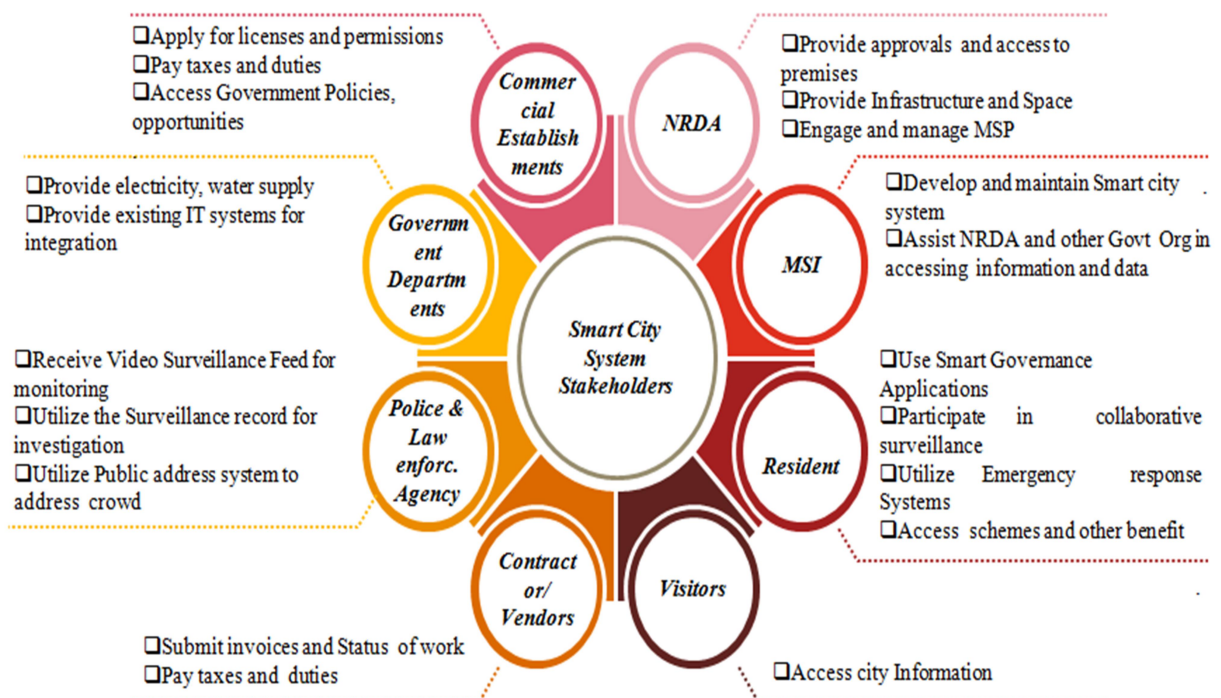 ❑Apply for licenses and permissions
❑Pay taxes and duties
❑Access Government Policies,
opportunities
Commer
cial
Establish
ments
NRDA
❑Provide approvals and access to
premises
❑Provide Infrastructure and Space
❑Engage and manage MSP
❑Provide electricity, water supply
❑Provide existing IT systems for
integration
Governm
ent
Departm
ents
MSI
❑Develop and maintain Smart city
system
❑Assist NRDA and other Govt Org in
accessing information and data
Smart City
System
Stakeholders
❑Receive Video Surveillance Feed for
monitoring
❑Utilize the Surveillance record for
investigation
❑Utilize Public address system to
address crowd
Police &
Law
enforc.
Agency
Resident
❑Use Smart Governance
Applications
❑Participate in collaborative
surveillance
❑Utilize Emergency response
Systems
❑Access schemes and other benefit
Contract
or/
Vendors
Visitors
❑Submit invoices and Status of work
❑Pay taxes and duties
❑Access city Information